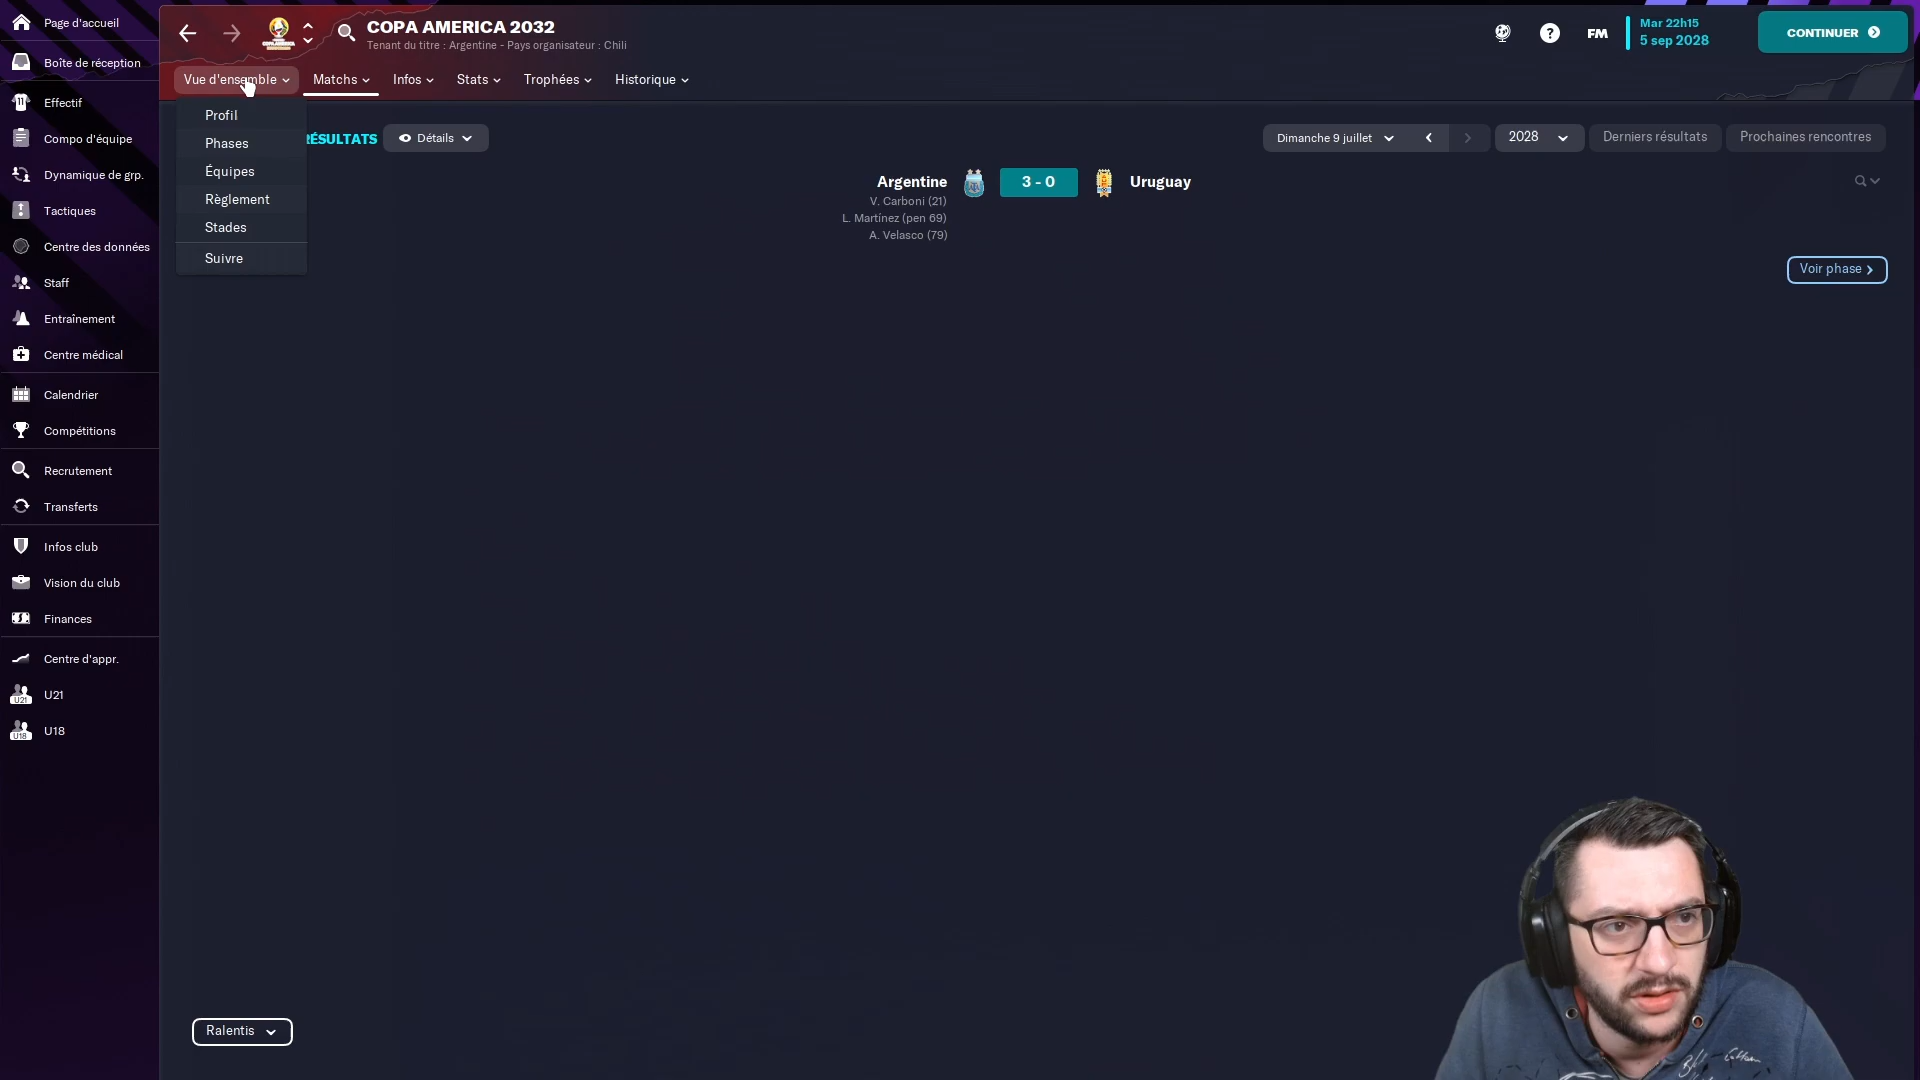 Page d'accueil
Boîte de réception
Effectif
Compo d'équipe
Dynamique de grp.
Tactiques
Centre des données
Staff
Entraînement
Centre médical
Calendrier
Compétitions
Recrutement
Transferts
Infos club
Vision du club
Finances
Centre d'appr.
U21
U21
U18
U18
COPA AMERICA 2032
Tenant du titre : Argentine - Pays organisateur : Chili
FM
Mar 22h15
5 sep 2028
CONTINUER
Vue d'ensemble
Matchs
Infos
Stats
Trophées
Historique
Profil
Phases
Équipes
Règlement
Stades
Suivre
RÉSULTATS
Détails
Dimanche 9 juillet
2028
Derniers résultats
Prochaines rencontres
Argentine 3 - 0 Uruguay
V. Carboni (21)
L. Martínez (pen 69)
A. Velasco (79)
Voir phase
Ralentis